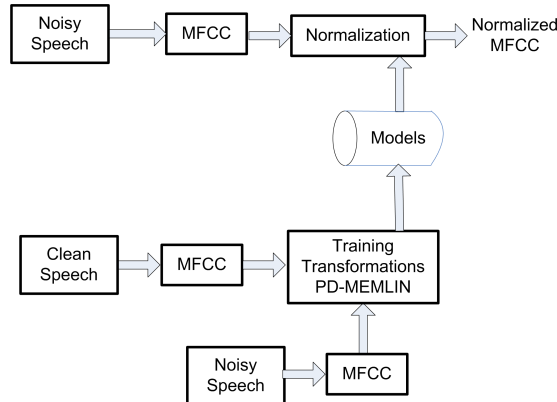 Noisy
Speech
MFCC
Normalization
Normalized
MFCC
Models
Clean
Speech
MFCC
Training
Transformations
PD-MEMLIN
Noisy
Speech
MFCC